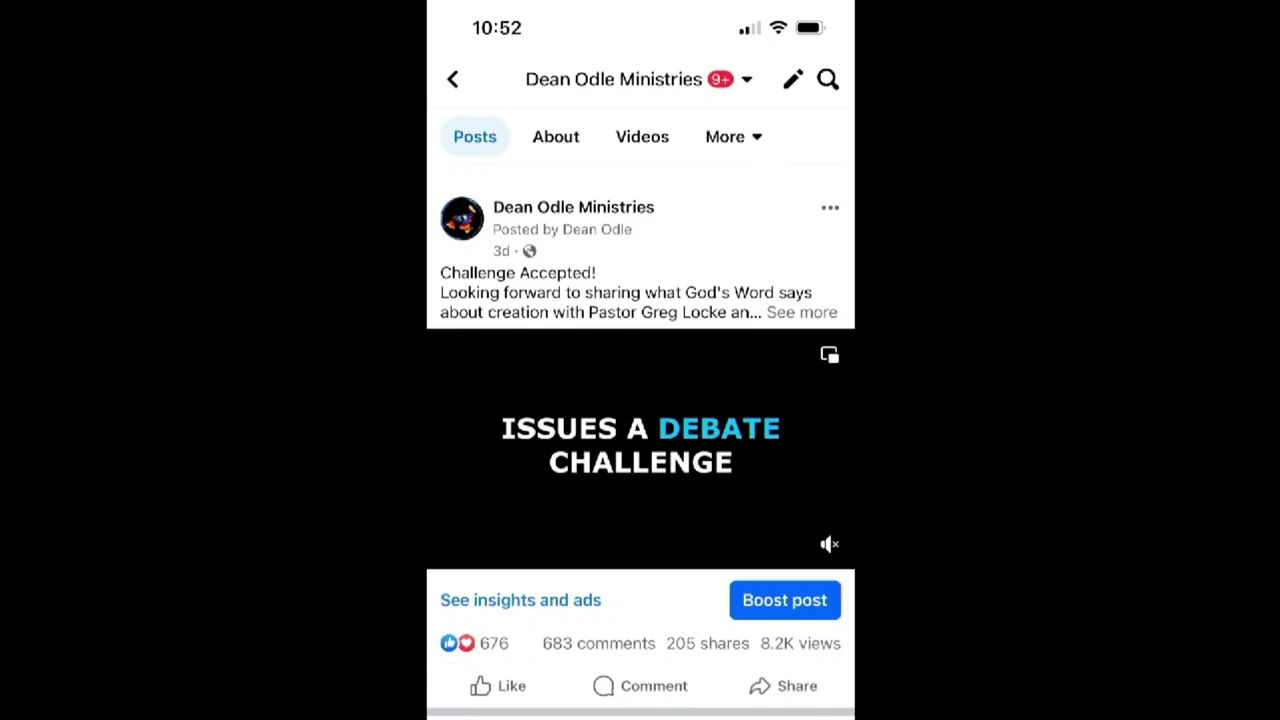 10:52
Dean Odle Ministries 9+
Posts About Videos More
Dean Odle Ministries
Posted by Dean Odle
3d ·
Challenge Accepted!
Looking forward to sharing what God's Word says
about creation with Pastor Greg Locke an... See more
ISSUES A DEBATE
CHALLENGE
See insights and ads Boost post
676 683 comments 205 shares 8.2K views
Like Comment Share